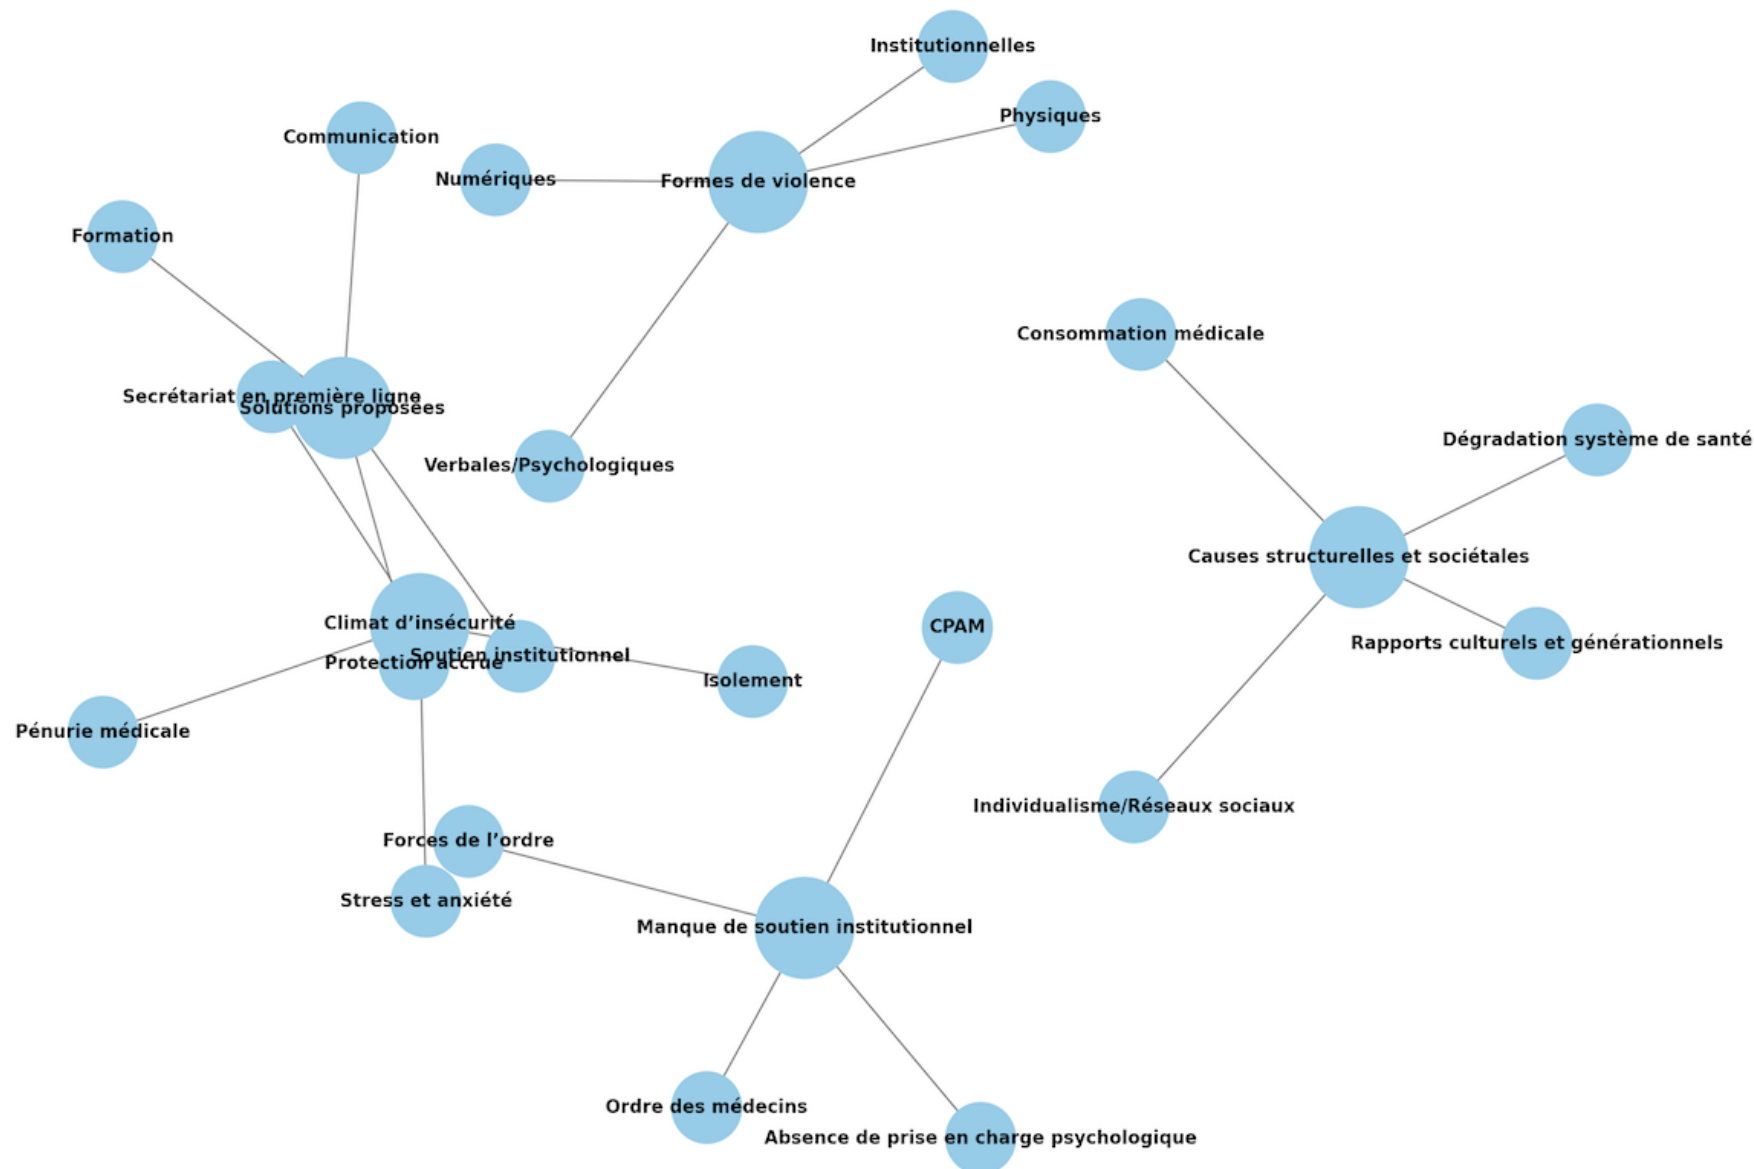 Institutionnelles
Physiques
Communication
Numériques
Formes de violence
Formation
Consommation médicale
Secrétariat en première ligne
Solutions proposées
Dégradation système de santé
Verbales/Psychologiques
Causes structurelles et sociétales
Climat d’insécurité
CPAM
Rapports culturels et générationnels
Soutien institutionnel
Protection accrue
Isolement
Pénurie médicale
Individualisme/Réseaux sociaux
Forces de l’ordre
Stress et anxiété
Manque de soutien institutionnel
Ordre des médecins
Absence de prise en charge psychologique